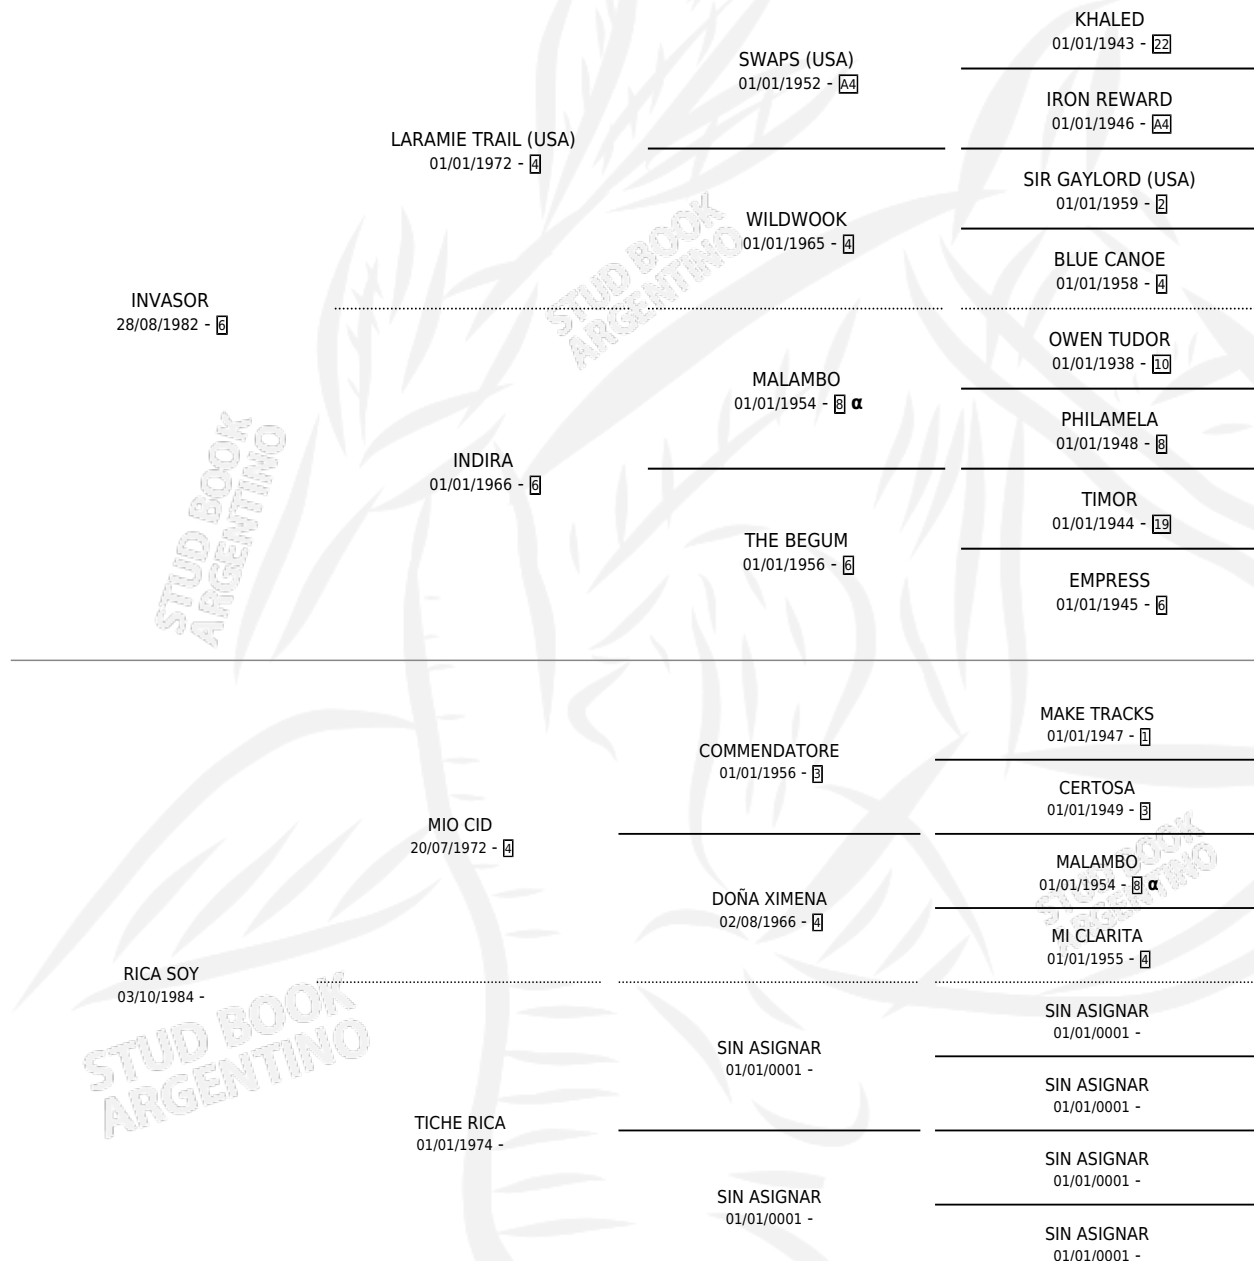 KHALED
01/01/1943 - 22
SWAPS (USA)
01/01/1952 - A4
IRON REWARD
01/01/1946 - A4
LARAMIE TRAIL (USA)
01/01/1972 - 4
SIR GAYLORD (USA)
01/01/1959 - 2
WILDWOOK
01/01/1965 - 4
BLUE CANOE
01/01/1958 - 4
STUD BOOK
ARGENTINO
INVASOR
28/08/1982 - 6
OWEN TUDOR
01/01/1938 - 10
MALAMBO
01/01/1954 - 8 α
PHILAMELA
01/01/1948 - 8
INDIRA
01/01/1966 - 6
TIMOR
01/01/1944 - 19
THE BEGUM
01/01/1956 - 6
EMPRESS
01/01/1945 - 6
STUD BOOK
ARGENTINO
MAKE TRACKS
01/01/1947 - 1
COMMENDATORE
01/01/1956 - 3
CERTOSA
01/01/1949 - 3
MIO CID
20/07/1972 - 4
MALAMBO
01/01/1954 - 8 α
DOÑA XIMENA
02/08/1966 - 4
MI CLARITA
01/01/1955 - 4
STUD BOOK
ARGENTINO
RICA SOY
03/10/1984 -
SIN ASIGNAR
01/01/0001 -
SIN ASIGNAR
01/01/0001 -
SIN ASIGNAR
01/01/0001 -
TICHE RICA
01/01/1974 -
SIN ASIGNAR
01/01/0001 -
SIN ASIGNAR
01/01/0001 -
SIN ASIGNAR
01/01/0001 -
STUD BOOK
ARGENTINO